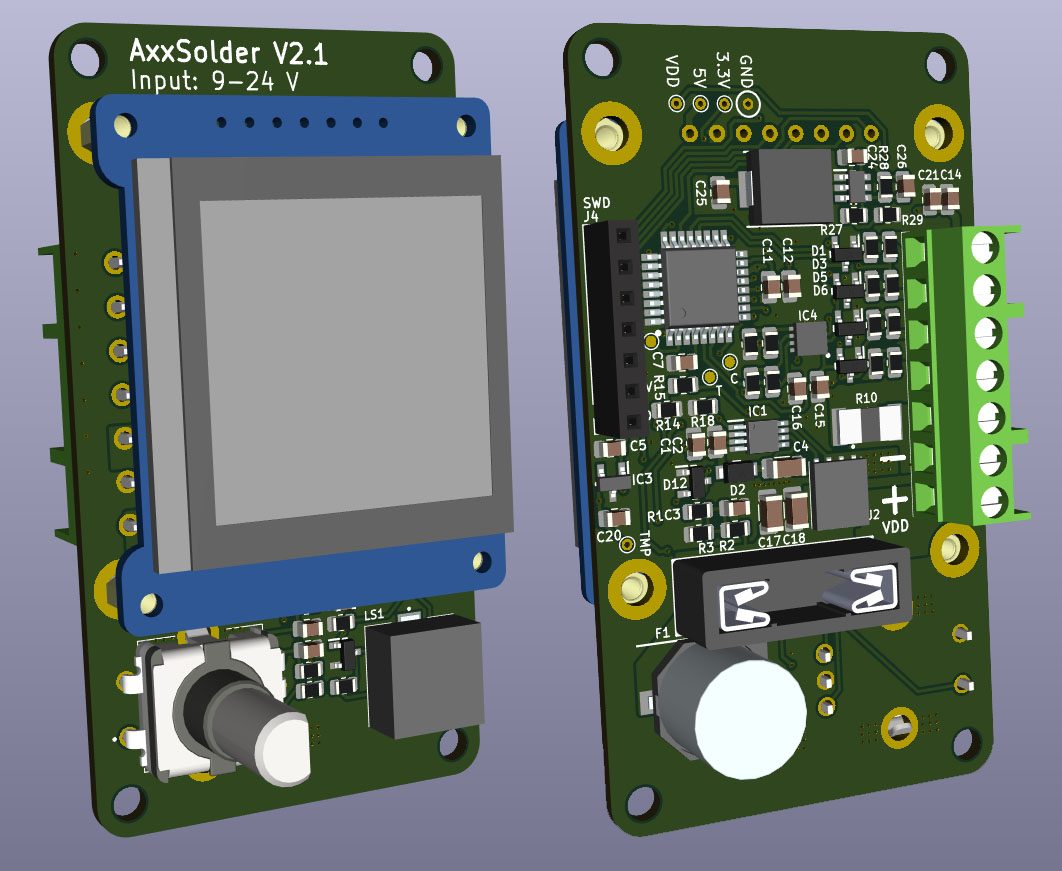 AxxSolder V2.1
Input: 9-24 V
LS1
VDD
5V
3.3V
GND
C24
R28
C26
C21 C14
C25
SWD
J4
R27
R29
C11
C12
D1
D3
D5
D6
IC4
C7
R15
C
T
R14
R18
C16
C15
R10
IC1
C1
C2
C5
C4
IC3
D12
D2
J2
VDD
R1
C3
C20
TMP
R3
R2
C17
C18
F1